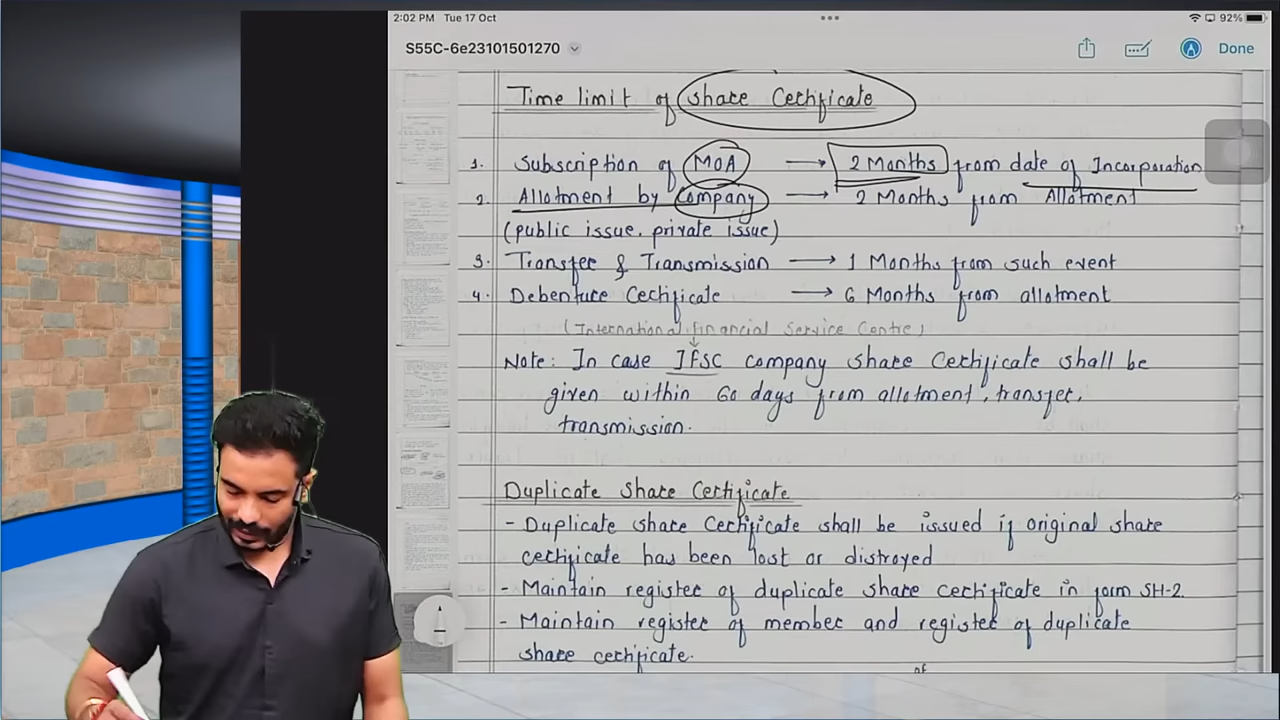 2:02 PM Tue 17 Oct
92%
S55C-6e23101501270
Done
Time limit of share Certificate
1. Subscription of MOA → 2 Months from date of Incorporation
2. Allotment by Company → 2 Months from Allotment
(public issue. private issue)
3. Transfer & Transmission → 1 Months from such event
4. Debenture Certificate → 6 Months from allotment
(International financial Service Centre)
Note: In case IFSC company share Certificate shall be
given within 60 days from allotment, transfer,
transmission.
Duplicate Share Certificate
- Duplicate share Certificate shall be issued if original share
certificate has been lost or distroyed
- Maintain register of duplicate share certificate in form SH-2.
- Maintain register of member and register of duplicate
share certificate.
of